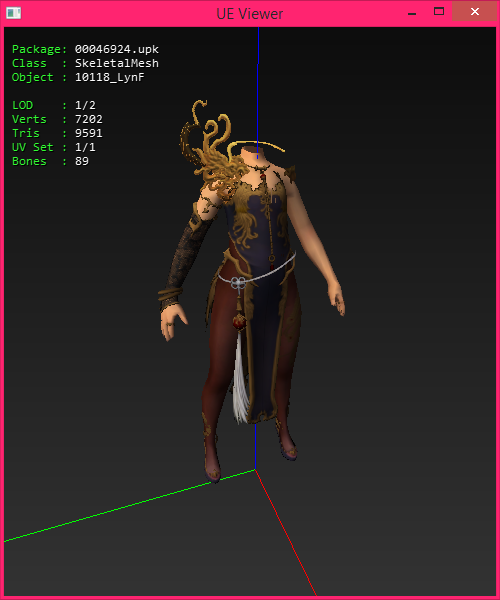 UE Viewer
Package: 00046924.upk
Class : SkeletalMesh
Object : 10118_LynF
LOD : 1/2
Verts : 7202
Tris : 9591
UV Set : 1/1
Bones : 89